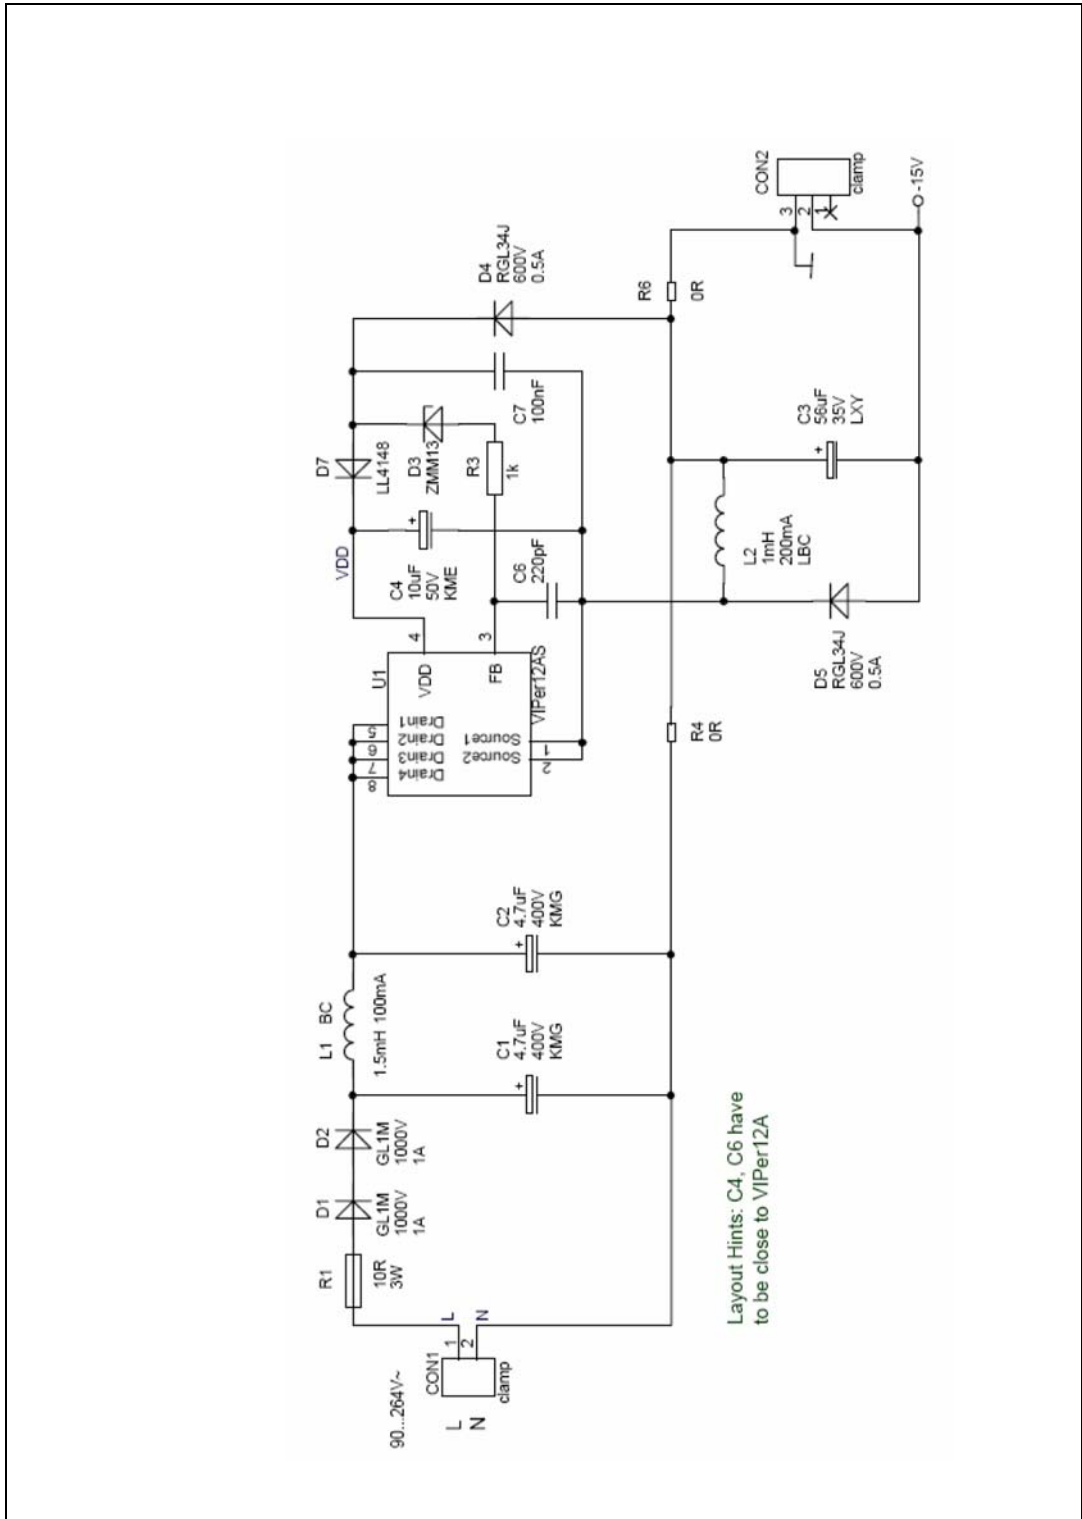 90...264V~
L
N
CON1
clamp
1
2
L
N
R1
10R
3W
D1
GL1M
1000V
1A
D2
GL1M
1000V
1A
L1 BC
1.5mH 100mA
C1
4.7uF
400V
KMG
C2
4.7uF
400V
KMG
U1
VIPer12AS
8
7
6
5
Drain4
Drain3
Drain2
Drain1
Source2
Source1
2
1
VDD
FB
4
3
VDD
C4
10uF
50V
KME
D7
LL4148
D3
ZMM13
R3
1k
C6
220pF
C7
100nF
D4
RGL34J
600V
0.5A
R4
0R
D5
RGL34J
600V
0.5A
L2
1mH
200mA
LBC
C3
56uF
35V
LXY
R6
0R
CON2
clamp
3
2
1
-15V
Layout Hints: C4, C6 have
to be close to VIPer12A
+
+
+
+